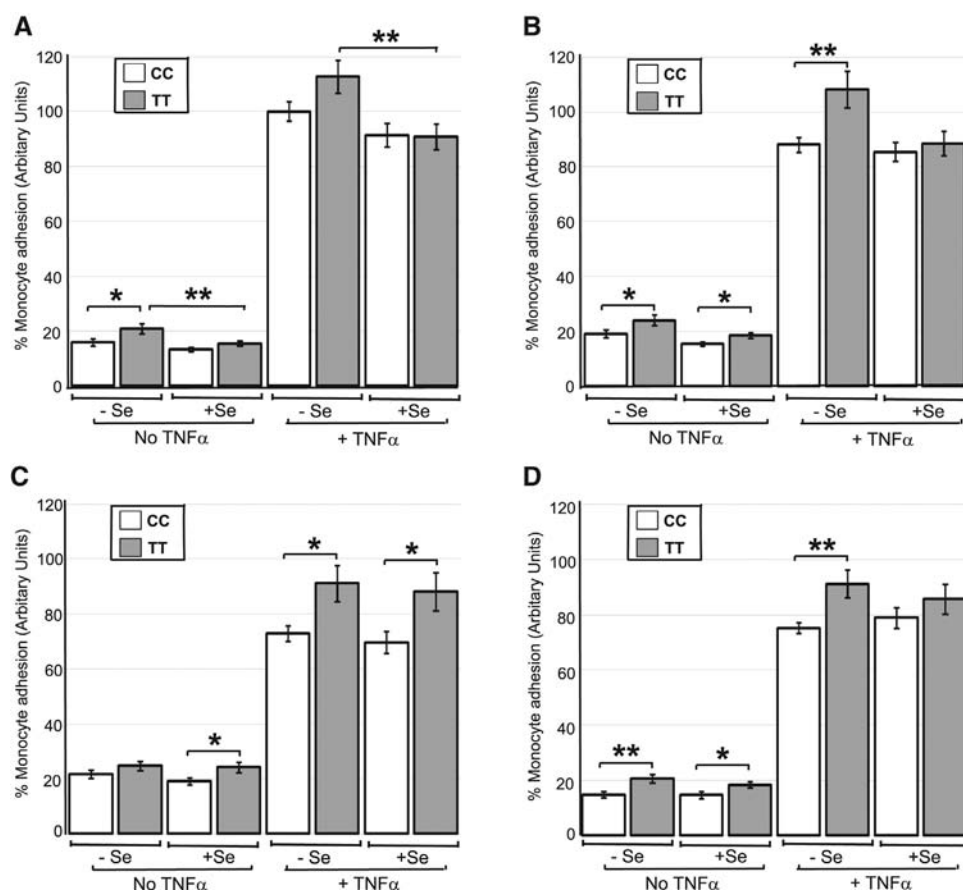 A
% Monocyte adhesion (Arbitary Units)
120
100
80
60
40
20
0
CC
TT
**
*
**
- Se
+Se
- Se
+Se
No TNFα
+ TNFα
B
% Monocyte adhesion (Arbitary Units)
120
100
80
60
40
20
0
CC
TT
**
*
*
- Se
+Se
- Se
+Se
No TNFα
+ TNFα
C
% Monocyte adhesion (Arbitary Units)
120
100
80
60
40
20
0
CC
TT
*
*
*
- Se
+Se
- Se
+Se
No TNFα
+ TNFα
D
% Monocyte adhesion (Arbitary Units)
120
100
80
60
40
20
0
CC
TT
**
**
*
- Se
+Se
- Se
+Se
No TNFα
+ TNFα